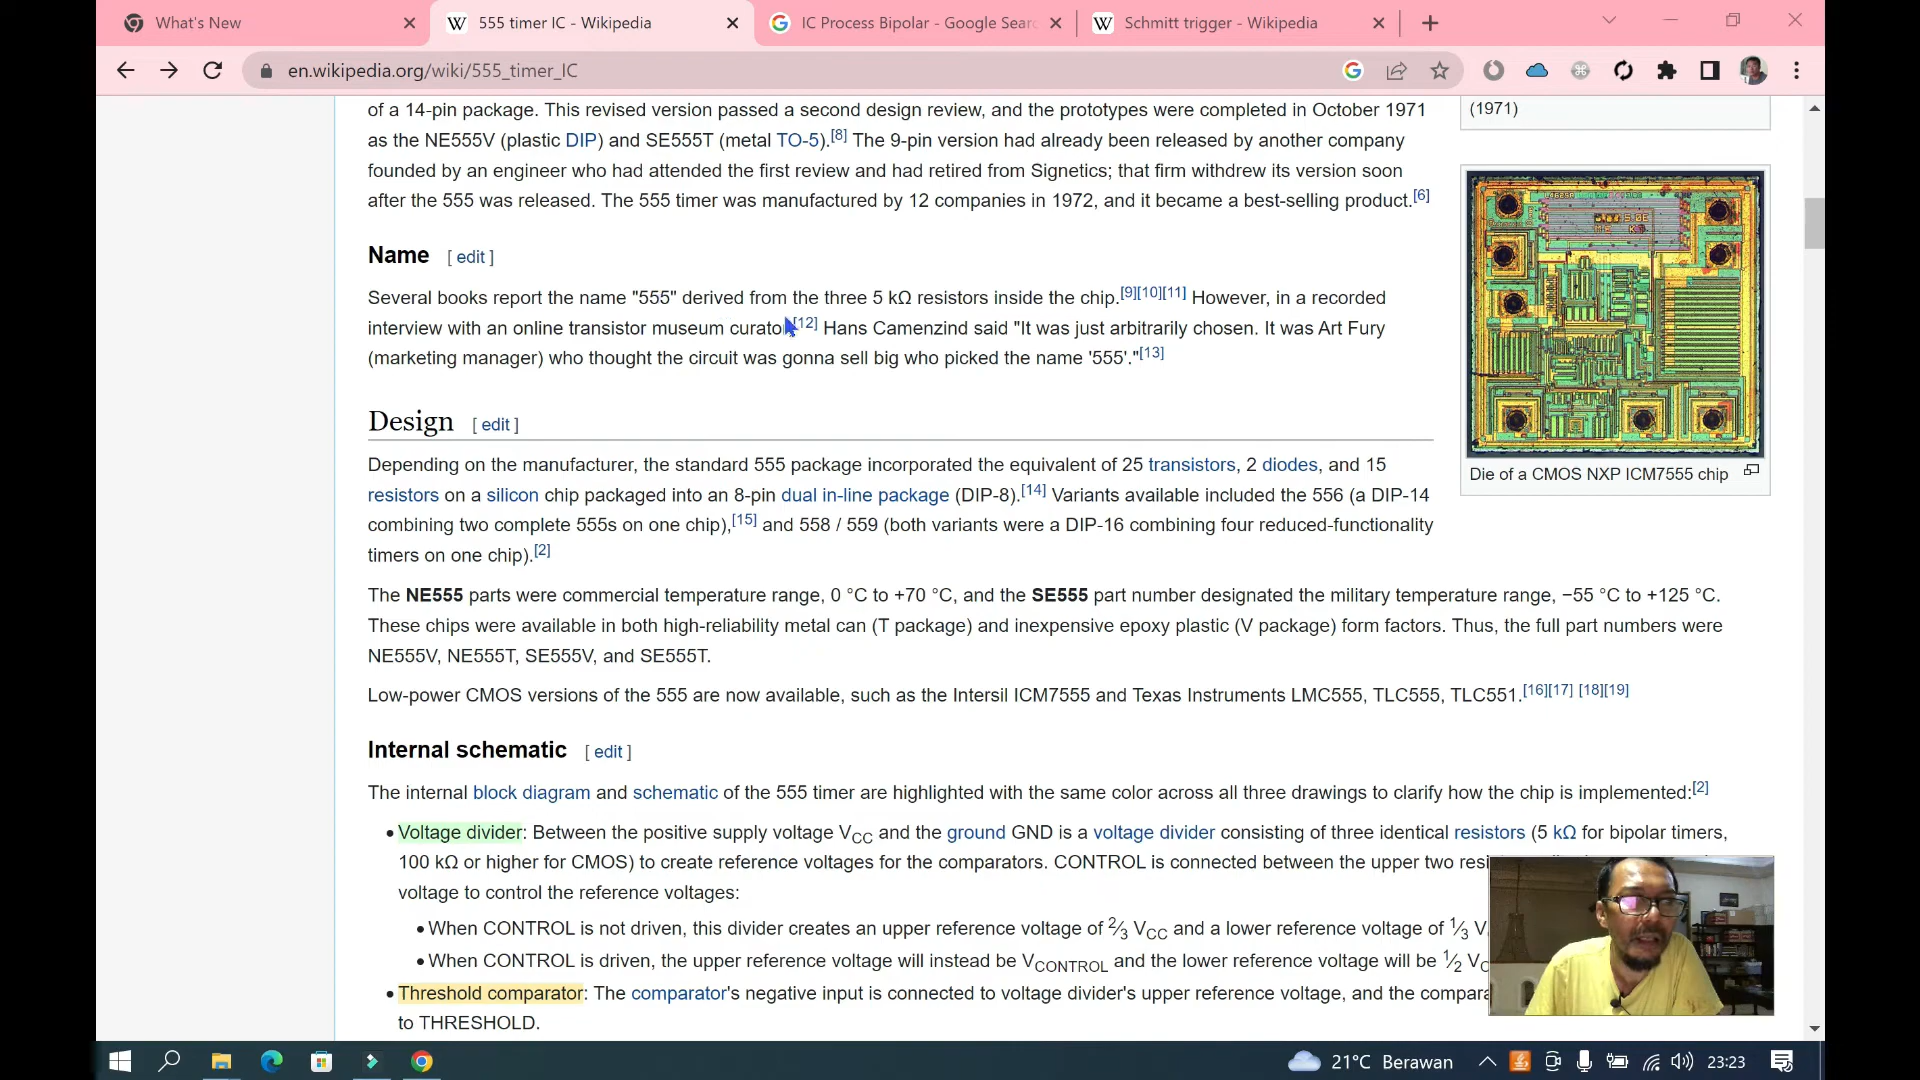 What's New
555 timer IC - Wikipedia
IC Process Bipolar - Google Searc
Schmitt trigger - Wikipedia
en.wikipedia.org/wiki/555_timer_IC
of a 14-pin package. This revised version passed a second design review, and the prototypes were completed in October 1971
as the NE555V (plastic DIP) and SE555T (metal TO-5).[8] The 9-pin version had already been released by another company
founded by an engineer who had attended the first review and had retired from Signetics; that firm withdrew its version soon
after the 555 was released. The 555 timer was manufactured by 12 companies in 1972, and it became a best-selling product.[6]
(1971)
Name [ edit ]
Several books report the name "555" derived from the three 5 kΩ resistors inside the chip.[9][10][11] However, in a recorded
interview with an online transistor museum curato [12] Hans Camenzind said "It was just arbitrarily chosen. It was Art Fury
(marketing manager) who thought the circuit was gonna sell big who picked the name '555'."[13]
Die of a CMOS NXP ICM7555 chip
Design [ edit ]
Depending on the manufacturer, the standard 555 package incorporated the equivalent of 25 transistors, 2 diodes, and 15
resistors on a silicon chip packaged into an 8-pin dual in-line package (DIP-8).[14] Variants available included the 556 (a DIP-14
combining two complete 555s on one chip),[15] and 558 / 559 (both variants were a DIP-16 combining four reduced-functionality
timers on one chip).[2]
The NE555 parts were commercial temperature range, 0 °C to +70 °C, and the SE555 part number designated the military temperature range, −55 °C to +125 °C.
These chips were available in both high-reliability metal can (T package) and inexpensive epoxy plastic (V package) form factors. Thus, the full part numbers were
NE555V, NE555T, SE555V, and SE555T.
Low-power CMOS versions of the 555 are now available, such as the Intersil ICM7555 and Texas Instruments LMC555, TLC555, TLC551.[16][17] [18][19]
Internal schematic [ edit ]
The internal block diagram and schematic of the 555 timer are highlighted with the same color across all three drawings to clarify how the chip is implemented:[2]
• Voltage divider: Between the positive supply voltage VCC and the ground GND is a voltage divider consisting of three identical resistors (5 kΩ for bipolar timers,
100 kΩ or higher for CMOS) to create reference voltages for the comparators. CONTROL is connected between the upper two resi
voltage to control the reference voltages:
• When CONTROL is not driven, this divider creates an upper reference voltage of 2⁄3 VCC and a lower reference voltage of 1⁄3 V
• When CONTROL is driven, the upper reference voltage will instead be VCONTROL and the lower reference voltage will be 1⁄2 VC
• Threshold comparator: The comparator's negative input is connected to voltage divider's upper reference voltage, and the compara
to THRESHOLD.
21°C Berawan
23:23